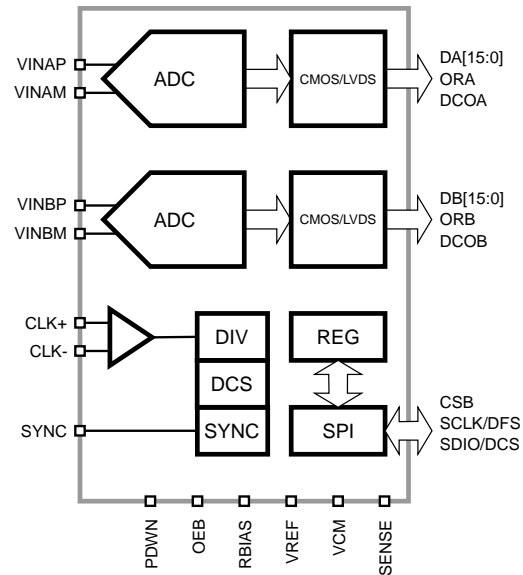 VINAP
VINAM
ADC
CMOS/LVDS
DA[15:0]
ORA
DCOA
VINBP
VINBM
ADC
CMOS/LVDS
DB[15:0]
ORB
DCOB
CLK+
CLK-
DIV
REG
DCS
SYNC
SYNC
SPI
CSB
SCLK/DFS
SDIO/DCS
PDWN
OEB
RBIAS
VREF
VCM
SENSE